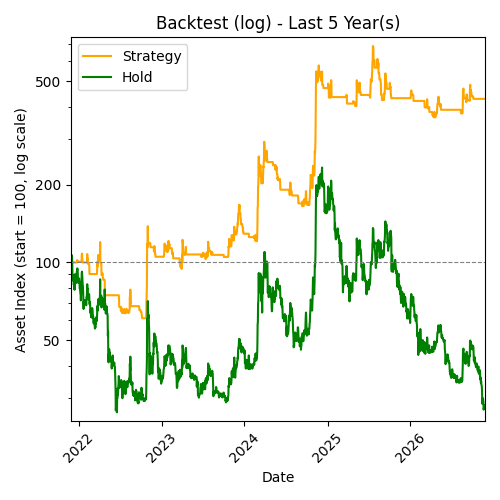 Backtest (log) - Last 5 Year(s)
Strategy
Hold
Asset Index (start = 100, log scale)
500
200
100
50
2022
2023
2024
2025
2026
Date